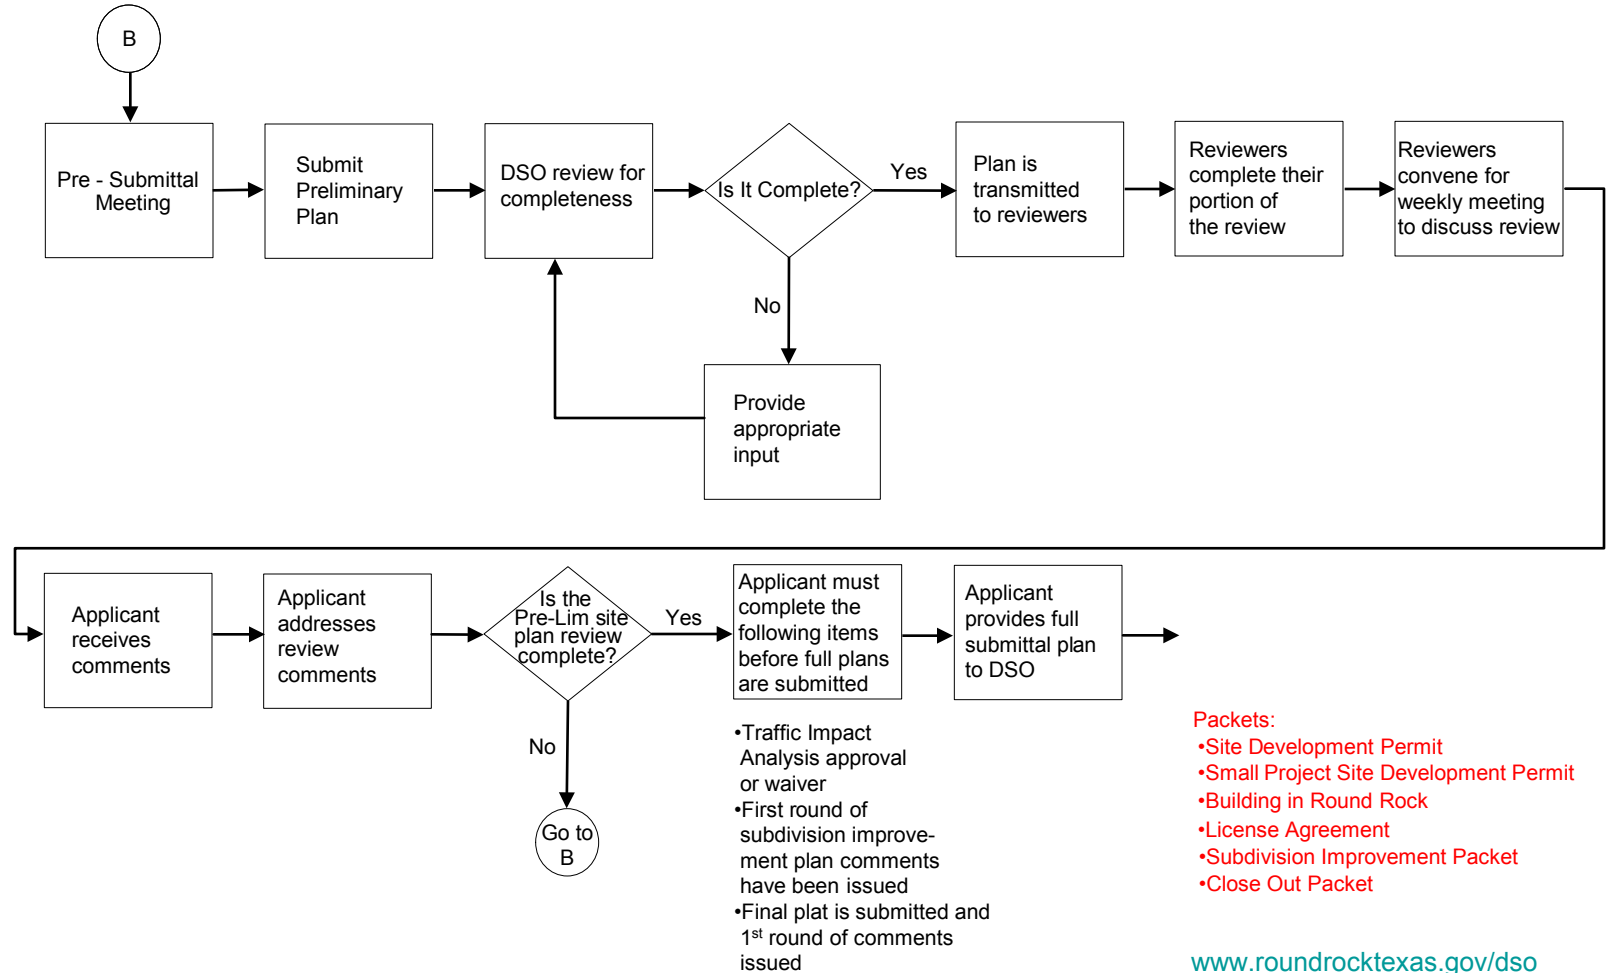 B
Pre - Submittal
Meeting
Submit
Preliminary
Plan
DSO review for
completeness
Is It Complete?
Yes
Plan is
transmitted
to reviewers
Reviewers
complete their
portion of
the review
Reviewers
convene for
weekly meeting
to discuss review
No
Provide
appropriate
input
Applicant
receives
comments
Applicant
addresses
review
comments
Is the
Pre-Lim site
plan review
complete?
Yes
Applicant must
complete the
following items
before full plans
are submitted
Applicant
provides full
submittal plan
to DSO
No
Go to
B
•Traffic Impact
Analysis approval
or waiver
•First round of
subdivision improve-
ment plan comments
have been issued
•Final plat is submitted and
1st round of comments
issued
Packets:
•Site Development Permit
•Small Project Site Development Permit
•Building in Round Rock
•License Agreement
•Subdivision Improvement Packet
•Close Out Packet
www.roundrocktexas.gov/dso